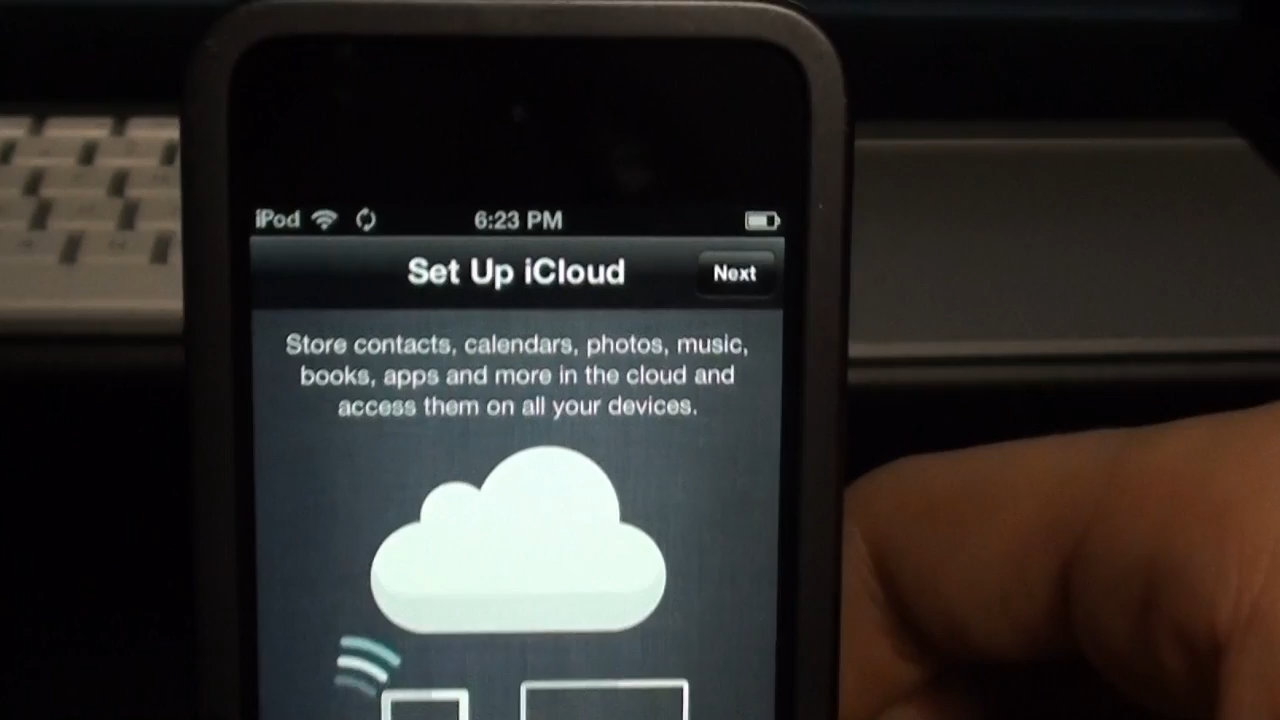 iPod 6:23 PM
Set Up iCloud Next
Store contacts, calendars, photos, music,
books, apps and more in the cloud and
access them on all your devices.